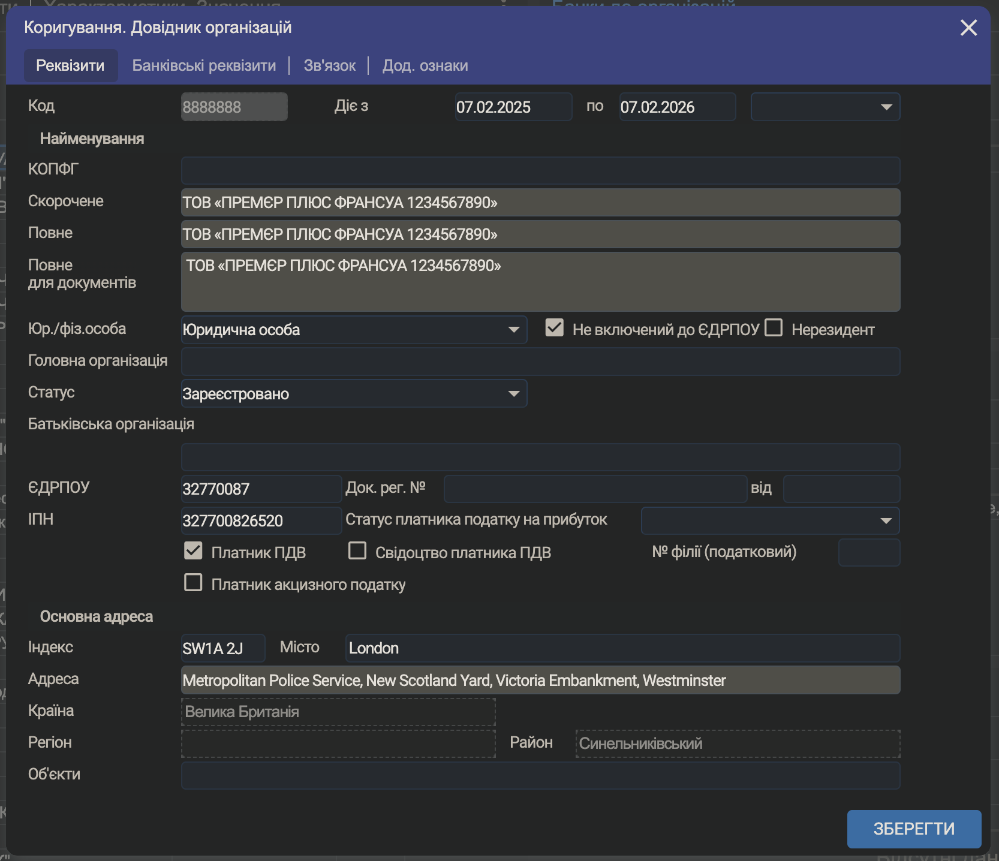 Характеристики. Значення
Банки до організацій
Коригування. Довідник організацій
Реквізити Банківські реквізити Зв'язок Дод. ознаки
Код 8888888 Діє з 07.02.2025 по 07.02.2026
Найменування
КОПФГ
Скорочене ТОВ «ПРЕМЄР ПЛЮС ФРАНСУА 1234567890»
Повне ТОВ «ПРЕМЄР ПЛЮС ФРАНСУА 1234567890»
Повне ТОВ «ПРЕМЄР ПЛЮС ФРАНСУА 1234567890»
для документів
Юр./фіз.особа Юридична особа Не включений до ЄДРПОУ Нерезидент
Головна організація
Статус Зареєстровано
Батьківська організація
ЄДРПОУ 32770087 Док. рег. № від
ІПН 327700826520 Статус платника податку на прибуток
Платник ПДВ Свідоцтво платника ПДВ № філії (податковий)
Платник акцизного податку
Основна адреса
Індекс SW1A 2J Місто London
Адреса Metropolitan Police Service, New Scotland Yard, Victoria Embankment, Westminster
Країна Велика Британія
Регіон Район Синельниківський
Об'єкти
ЗБЕРЕГТИ